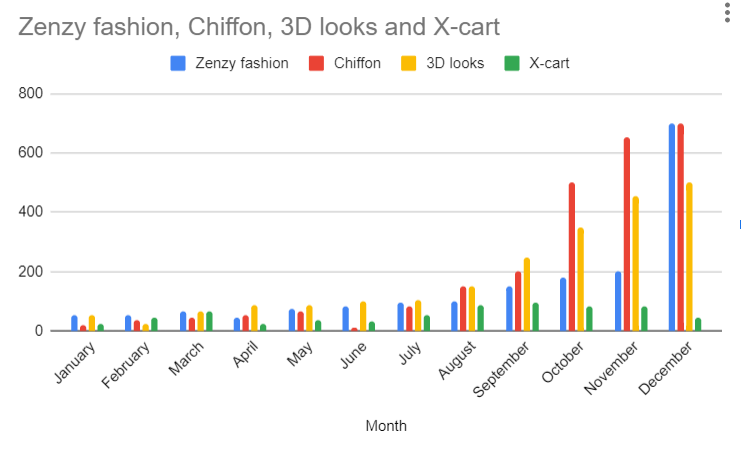 Zenzy fashion, Chiffon, 3D looks and X-cart
Zenzy fashion Chiffon 3D looks X-cart
800
600
400
200
0
January February March April May June July August September October November December
Month